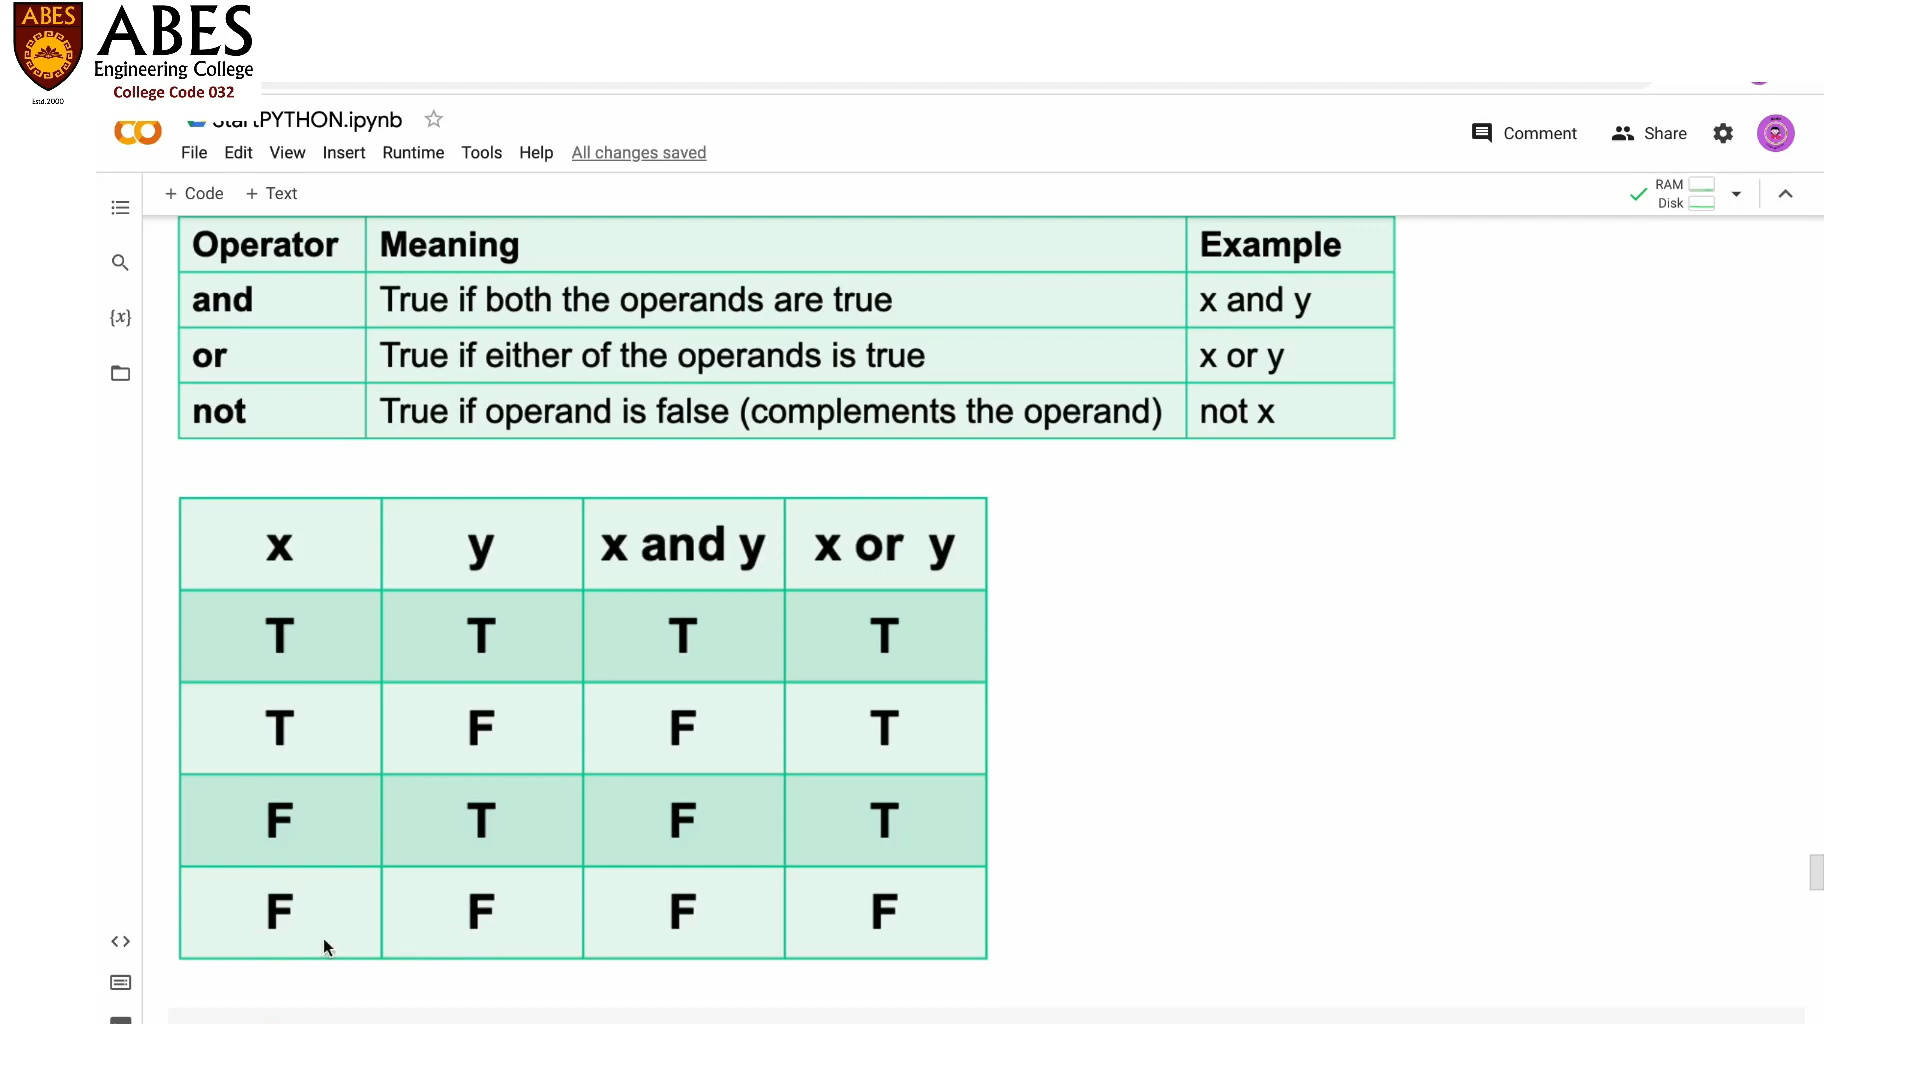 ABES
ABES
Engineering College
College Code 032
Estd.2000
PYTHON.ipynb
Comment
Share
File Edit View Insert Runtime Tools Help All changes saved
+ Code + Text
RAM
Disk
Operator Meaning Example
and True if both the operands are true x and y
or True if either of the operands is true x or y
not True if operand is false (complements the operand) not x
x y x and y x or y
T T T T
T F F T
F T F T
F F F F